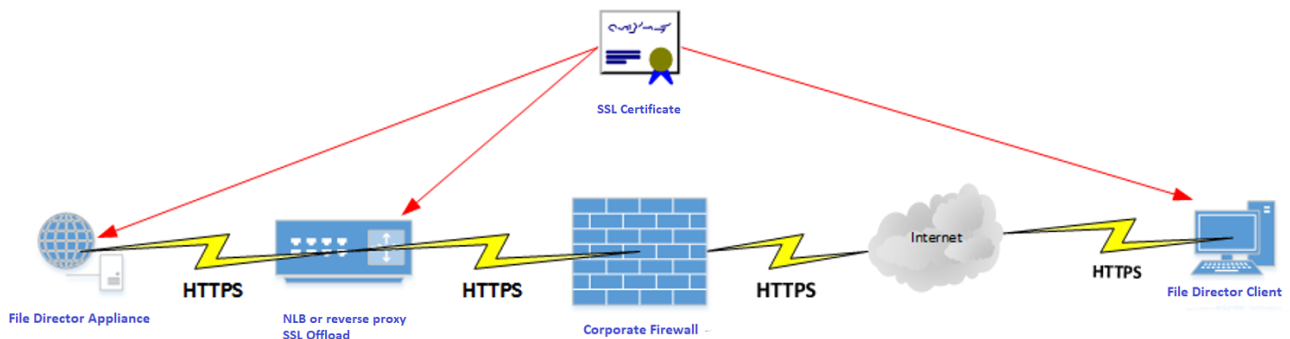 SSL Certificate
Internet
HTTPS
HTTPS
HTTPS
HTTPS
File Director Appliance
NLB or reverse proxy
SSL Offload
Corporate Firewall
File Director Client